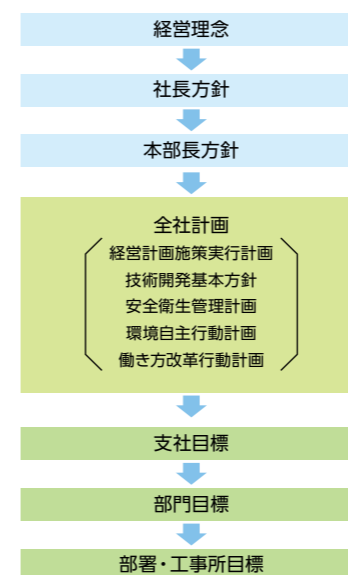 経営理念
社長方針
本部長方針
全社計画
経営計画施策実行計画
技術開発基本方針
安全衛生管理計画
環境自主行動計画
働き方改革行動計画
支社目標
部門目標
部署・工事所目標